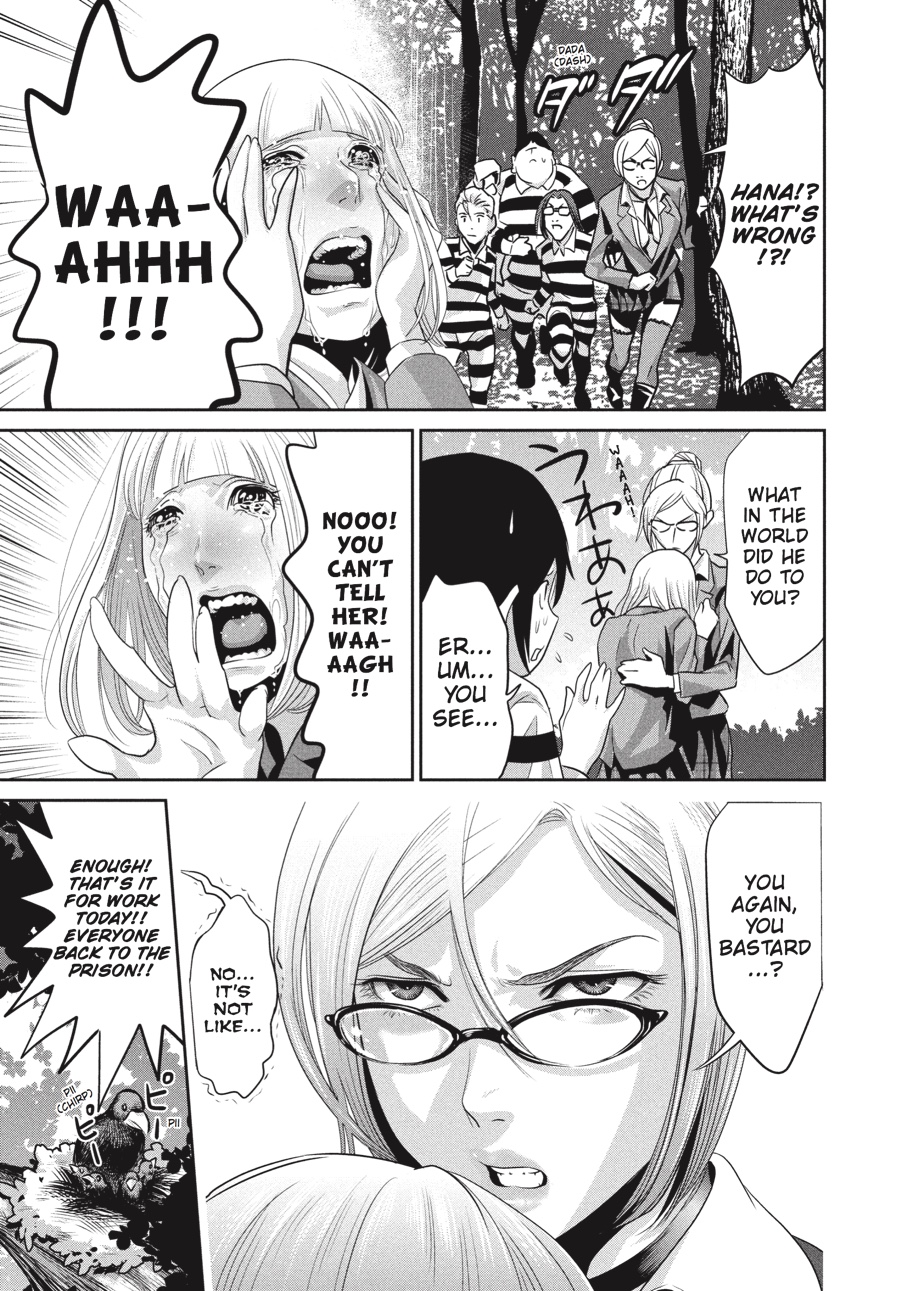 HANA!?
WHAT'S
WRONG
!?!
DADA
(DASH)
ダダ
WAA-
AHHH
!!!
WHAT
IN THE
WORLD
DID HE
DO TO
YOU?
WAAAH!
うわあぁ
ER...
UM...
YOU
SEE...
NOOO!
YOU
CAN'T
TELL
HER!
WAA-
AAGH
!!
YOU
AGAIN,
YOU
BASTARD
...?
NO...
IT'S
NOT
LIKE...
ENOUGH!
THAT'S IT
FOR WORK
TODAY!!
EVERYONE
BACK TO THE
PRISON!!
ピー
PII
PII
(CHIRP)
ピー